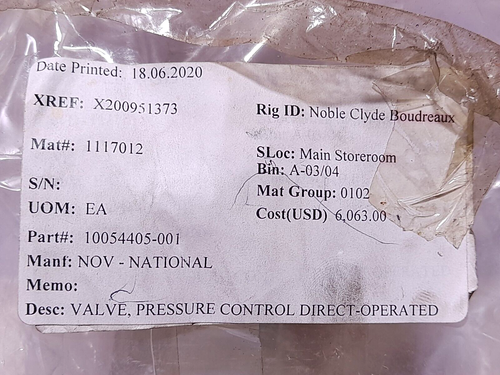 Date Printed: 18.06.2020
XREF: X200951373
Rig ID: Noble Clyde Boudreaux
Mat#: 1117012
SLoc: Main Storeroom
Bin: A-03/04
S/N:
Mat Group: 0102
UOM: EA
Cost(USD) 6,063.00
Part#: 10054405-001
Manf: NOV - NATIONAL
Memo:
Desc: VALVE, PRESSURE CONTROL DIRECT-OPERATED